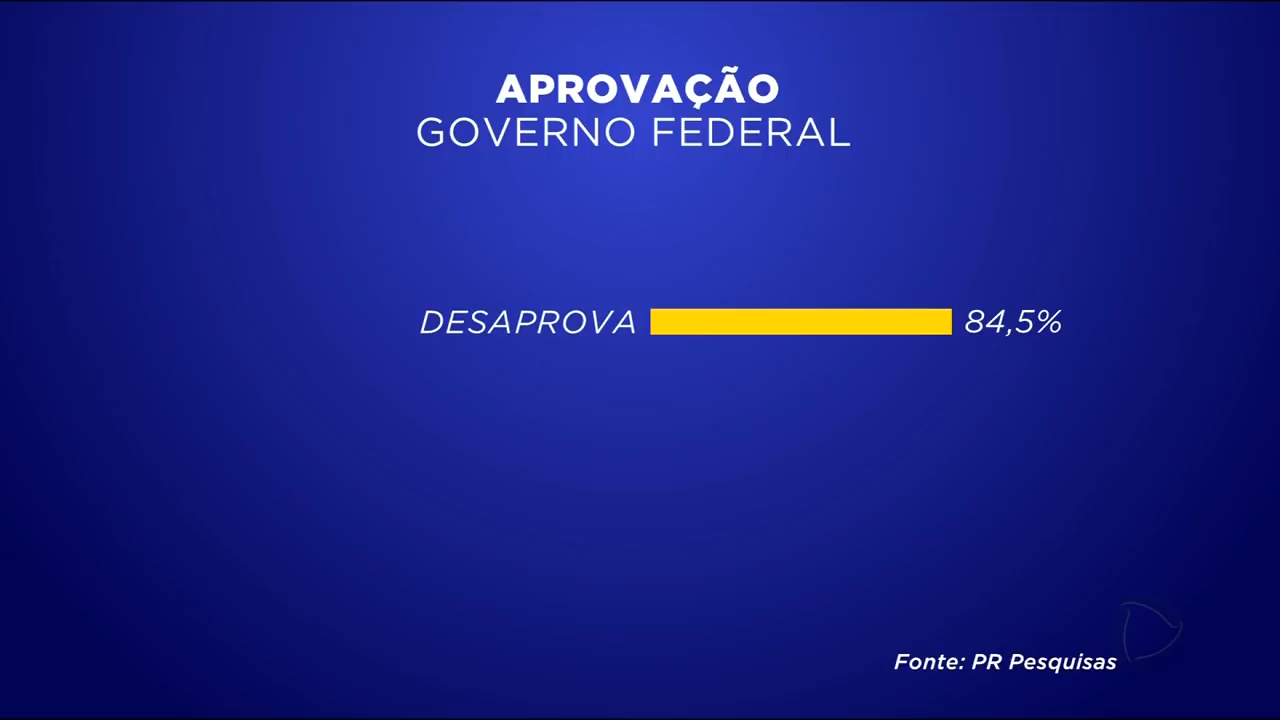 APROVAÇÃO
GOVERNO FEDERAL
DESAPROVA 84,5%
Fonte: PR Pesquisas